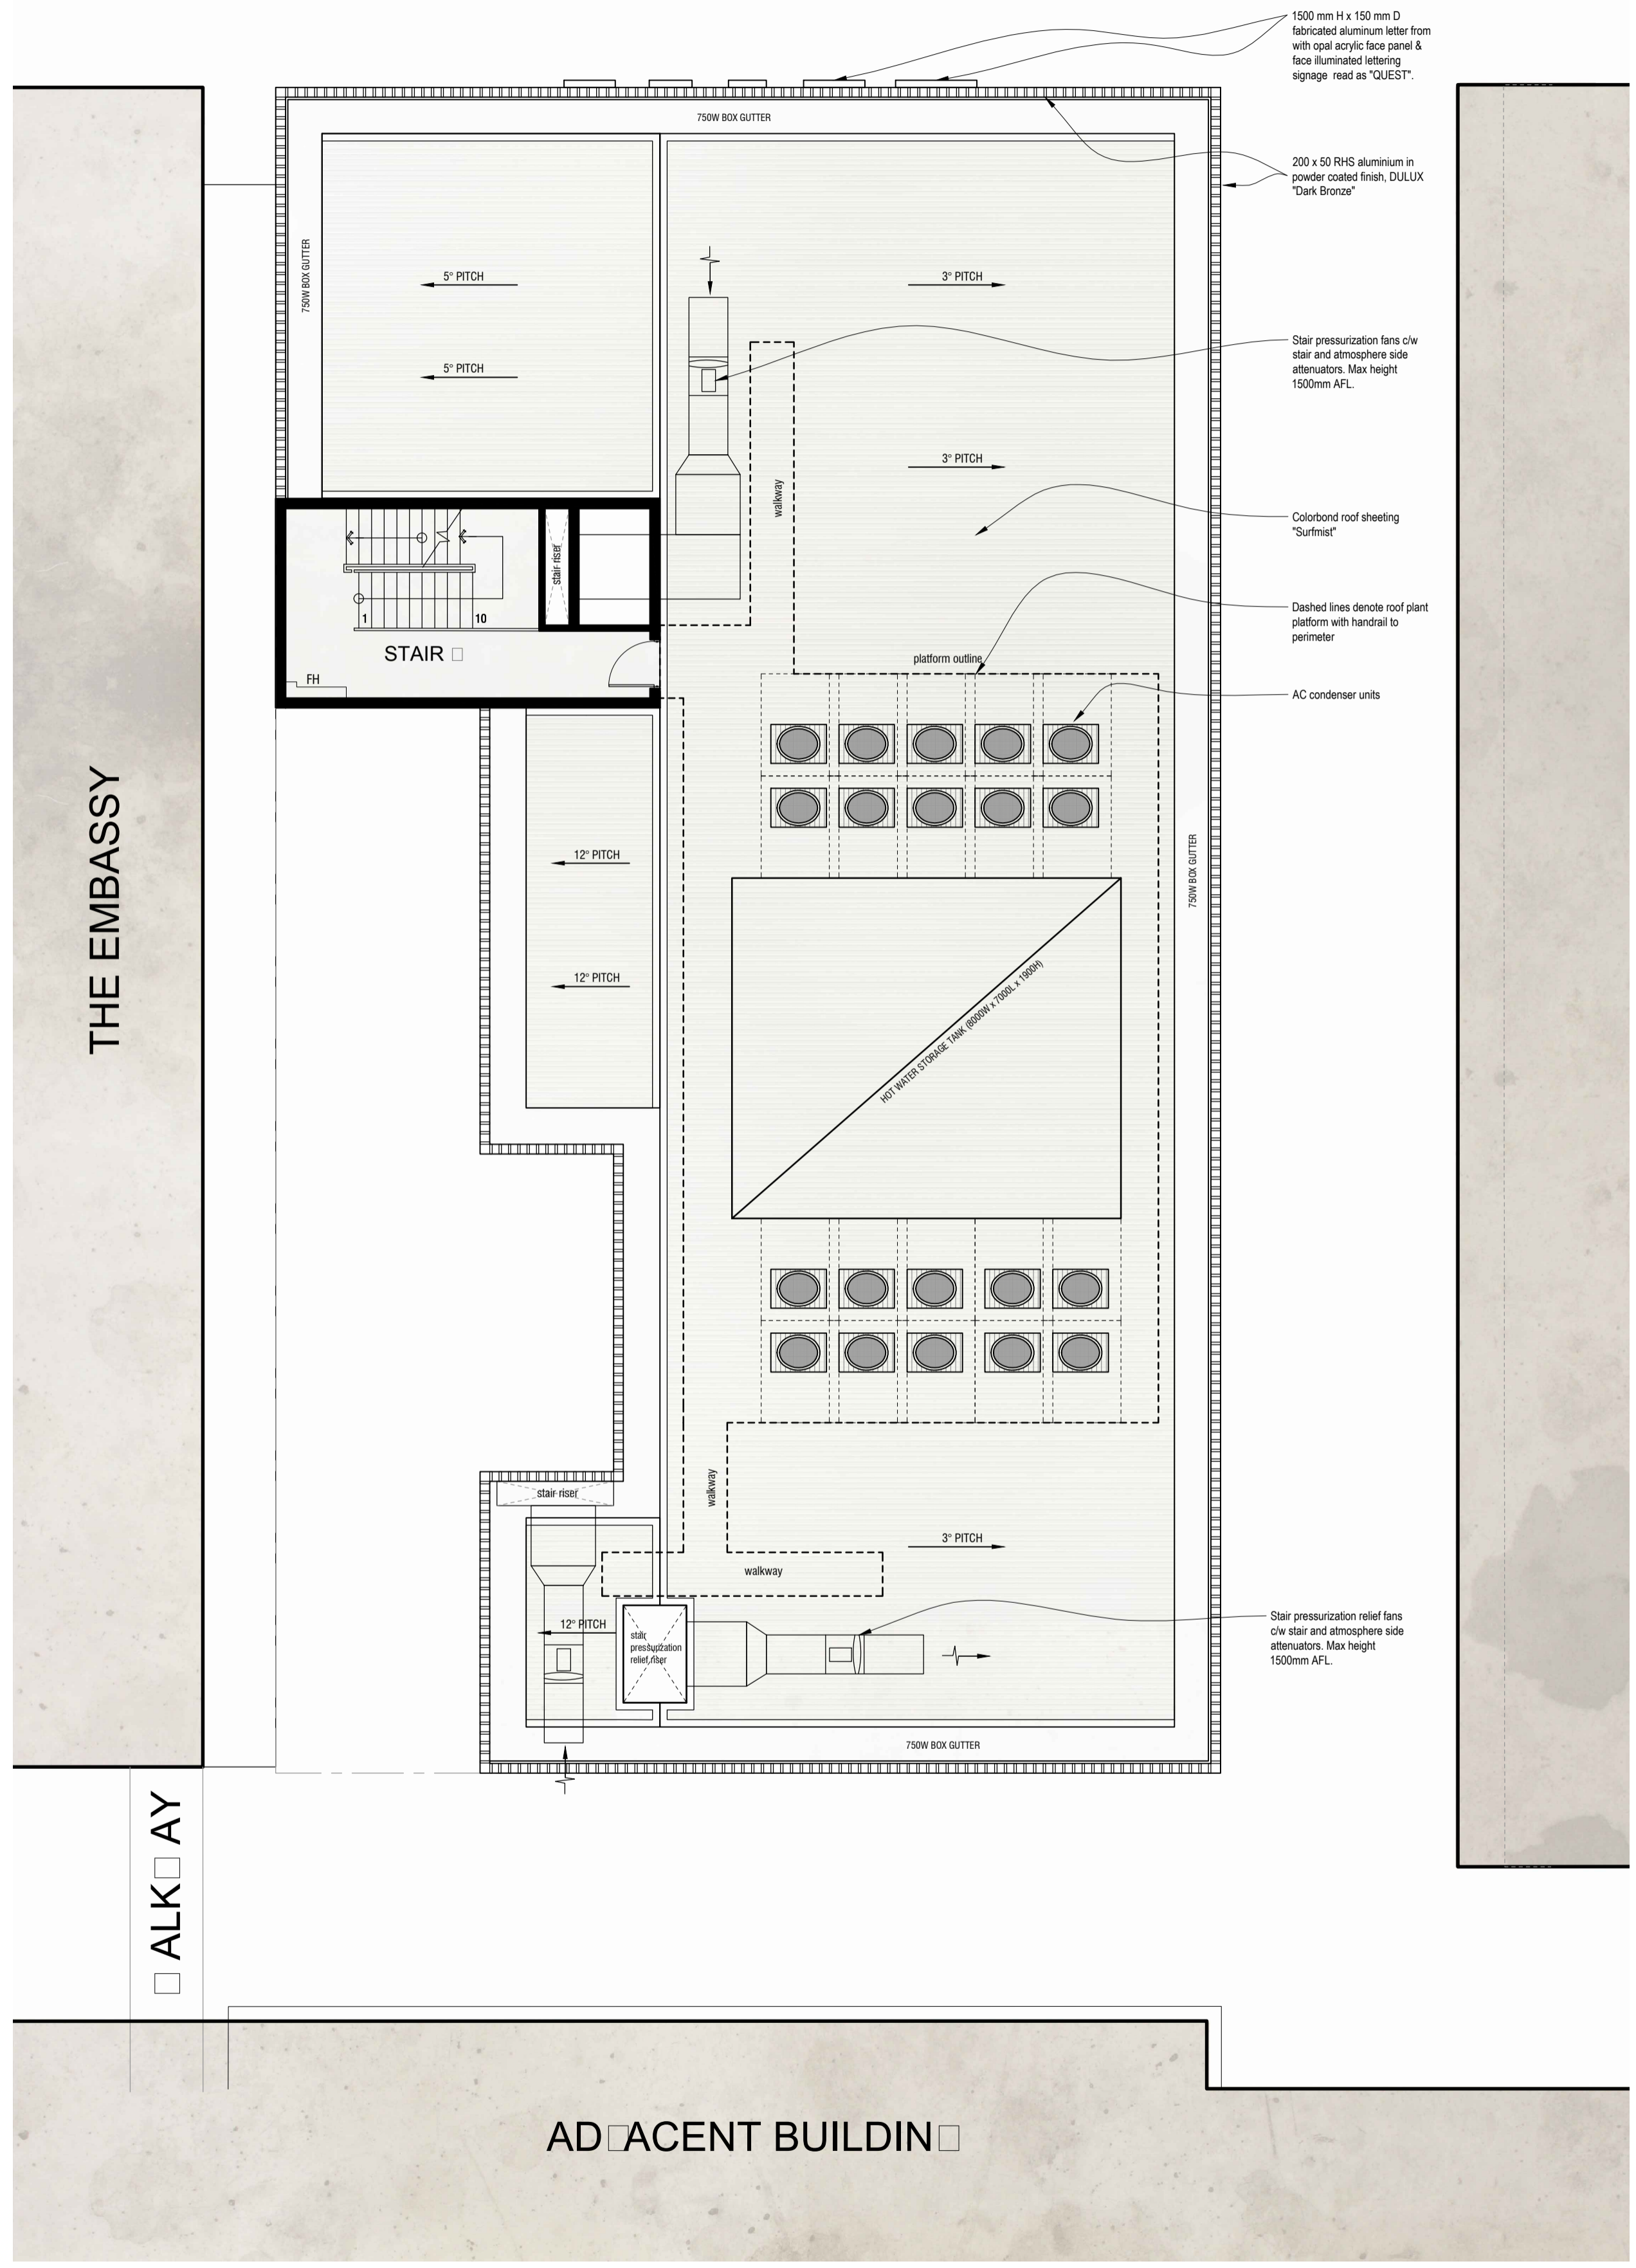 1500 mm H x 150 mm D
fabricated aluminum letter from
with opal acrylic face panel &
face illuminated lettering
signage read as "QUEST".
750W BOX GUTTER
200 x 50 RHS aluminium in
powder coated finish, DULUX
"Dark Bronze"
750W BOX GUTTER
5° PITCH
3° PITCH
Stair pressurization fans c/w
stair and atmosphere side
attenuators. Max height
1500mm AFL.
5° PITCH
3° PITCH
walkway
Colorbond roof sheeting
"Surfmist"
stair riser
Dashed lines denote roof plant
platform with handrail to
perimeter
1
10
STAIR □
platform outline
FH
AC condenser units
THE EMBASSY
12° PITCH
750W BOX GUTTER
12° PITCH
HOT WATER STORAGE TANK (8000W x 7000L x 1900H)
stair riser
walkway
3° PITCH
walkway
12° PITCH
stair
pressurization
relief riser
Stair pressurization relief fans
c/w stair and atmosphere side
attenuators. Max height
1500mm AFL.
750W BOX GUTTER
□ ALK□ AY
AD□ACENT BUILDIN□